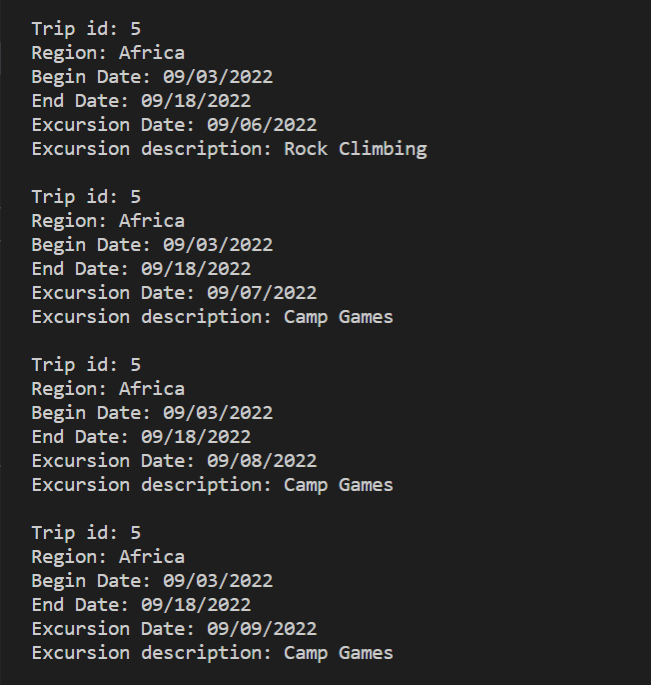 Trip id: 5
Region: Africa
Begin Date: 09/03/2022
End Date: 09/18/2022
Excursion Date: 09/06/2022
Excursion description: Rock Climbing

Trip id: 5
Region: Africa
Begin Date: 09/03/2022
End Date: 09/18/2022
Excursion Date: 09/07/2022
Excursion description: Camp Games

Trip id: 5
Region: Africa
Begin Date: 09/03/2022
End Date: 09/18/2022
Excursion Date: 09/08/2022
Excursion description: Camp Games

Trip id: 5
Region: Africa
Begin Date: 09/03/2022
End Date: 09/18/2022
Excursion Date: 09/09/2022
Excursion description: Camp Games